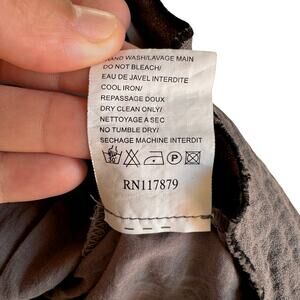 HAND WASH/LAVAGE MAIN
DO NOT BLEACH/
EAU DE JAVEL INTERDITE
COOL IRON/
REPASSAGE DOUX
DRY CLEAN ONLY/
NETTOYAGE A SEC
NO TUMBLE DRY/
SECHAGE MACHINE INTERDIT
P
RN117879